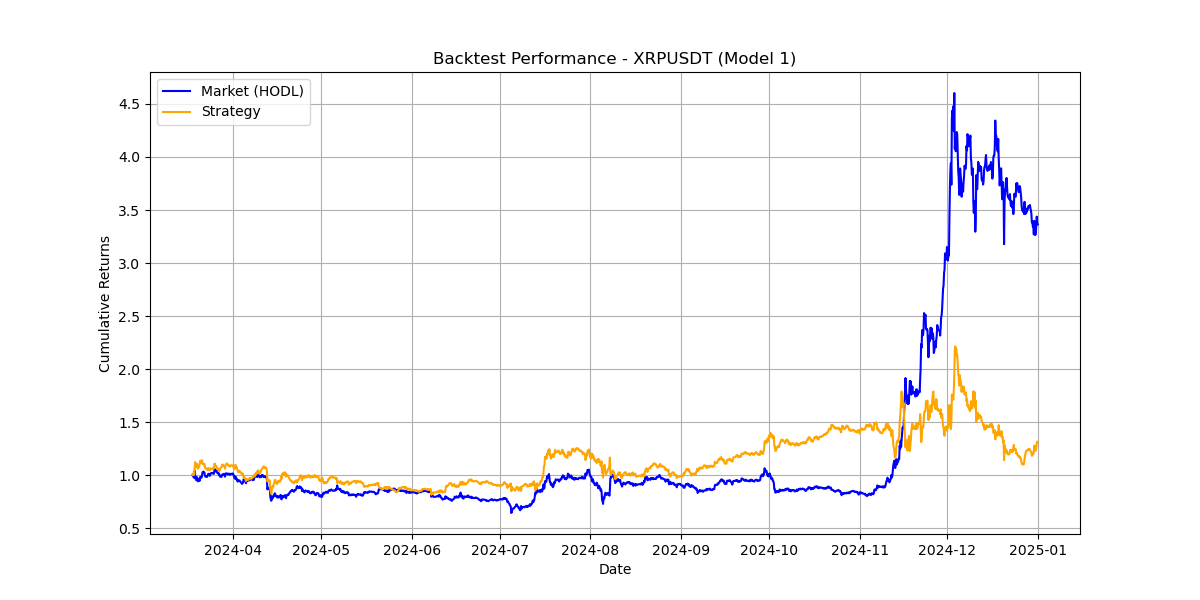 Backtest Performance - XRPUSDT (Model 1)
Market (HODL)
Strategy
Cumulative Returns
4.5
4.0
3.5
3.0
2.5
2.0
1.5
1.0
0.5
2024-04 2024-05 2024-06 2024-07 2024-08 2024-09 2024-10 2024-11 2024-12 2025-01
Date